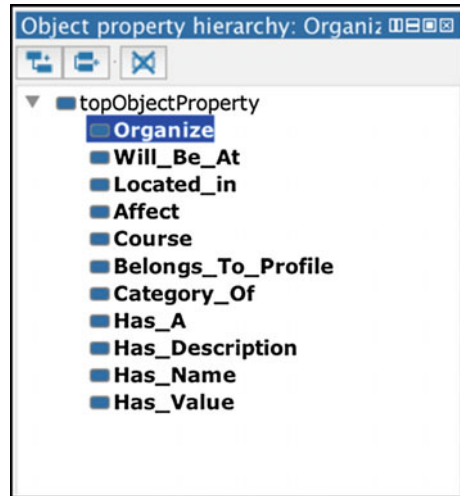 Object property hierarchy: Organiz
topObjectProperty
Organize
Will_Be_At
Located_in
Affect
Course
Belongs_To_Profile
Category_Of
Has_A
Has_Description
Has_Name
Has_Value